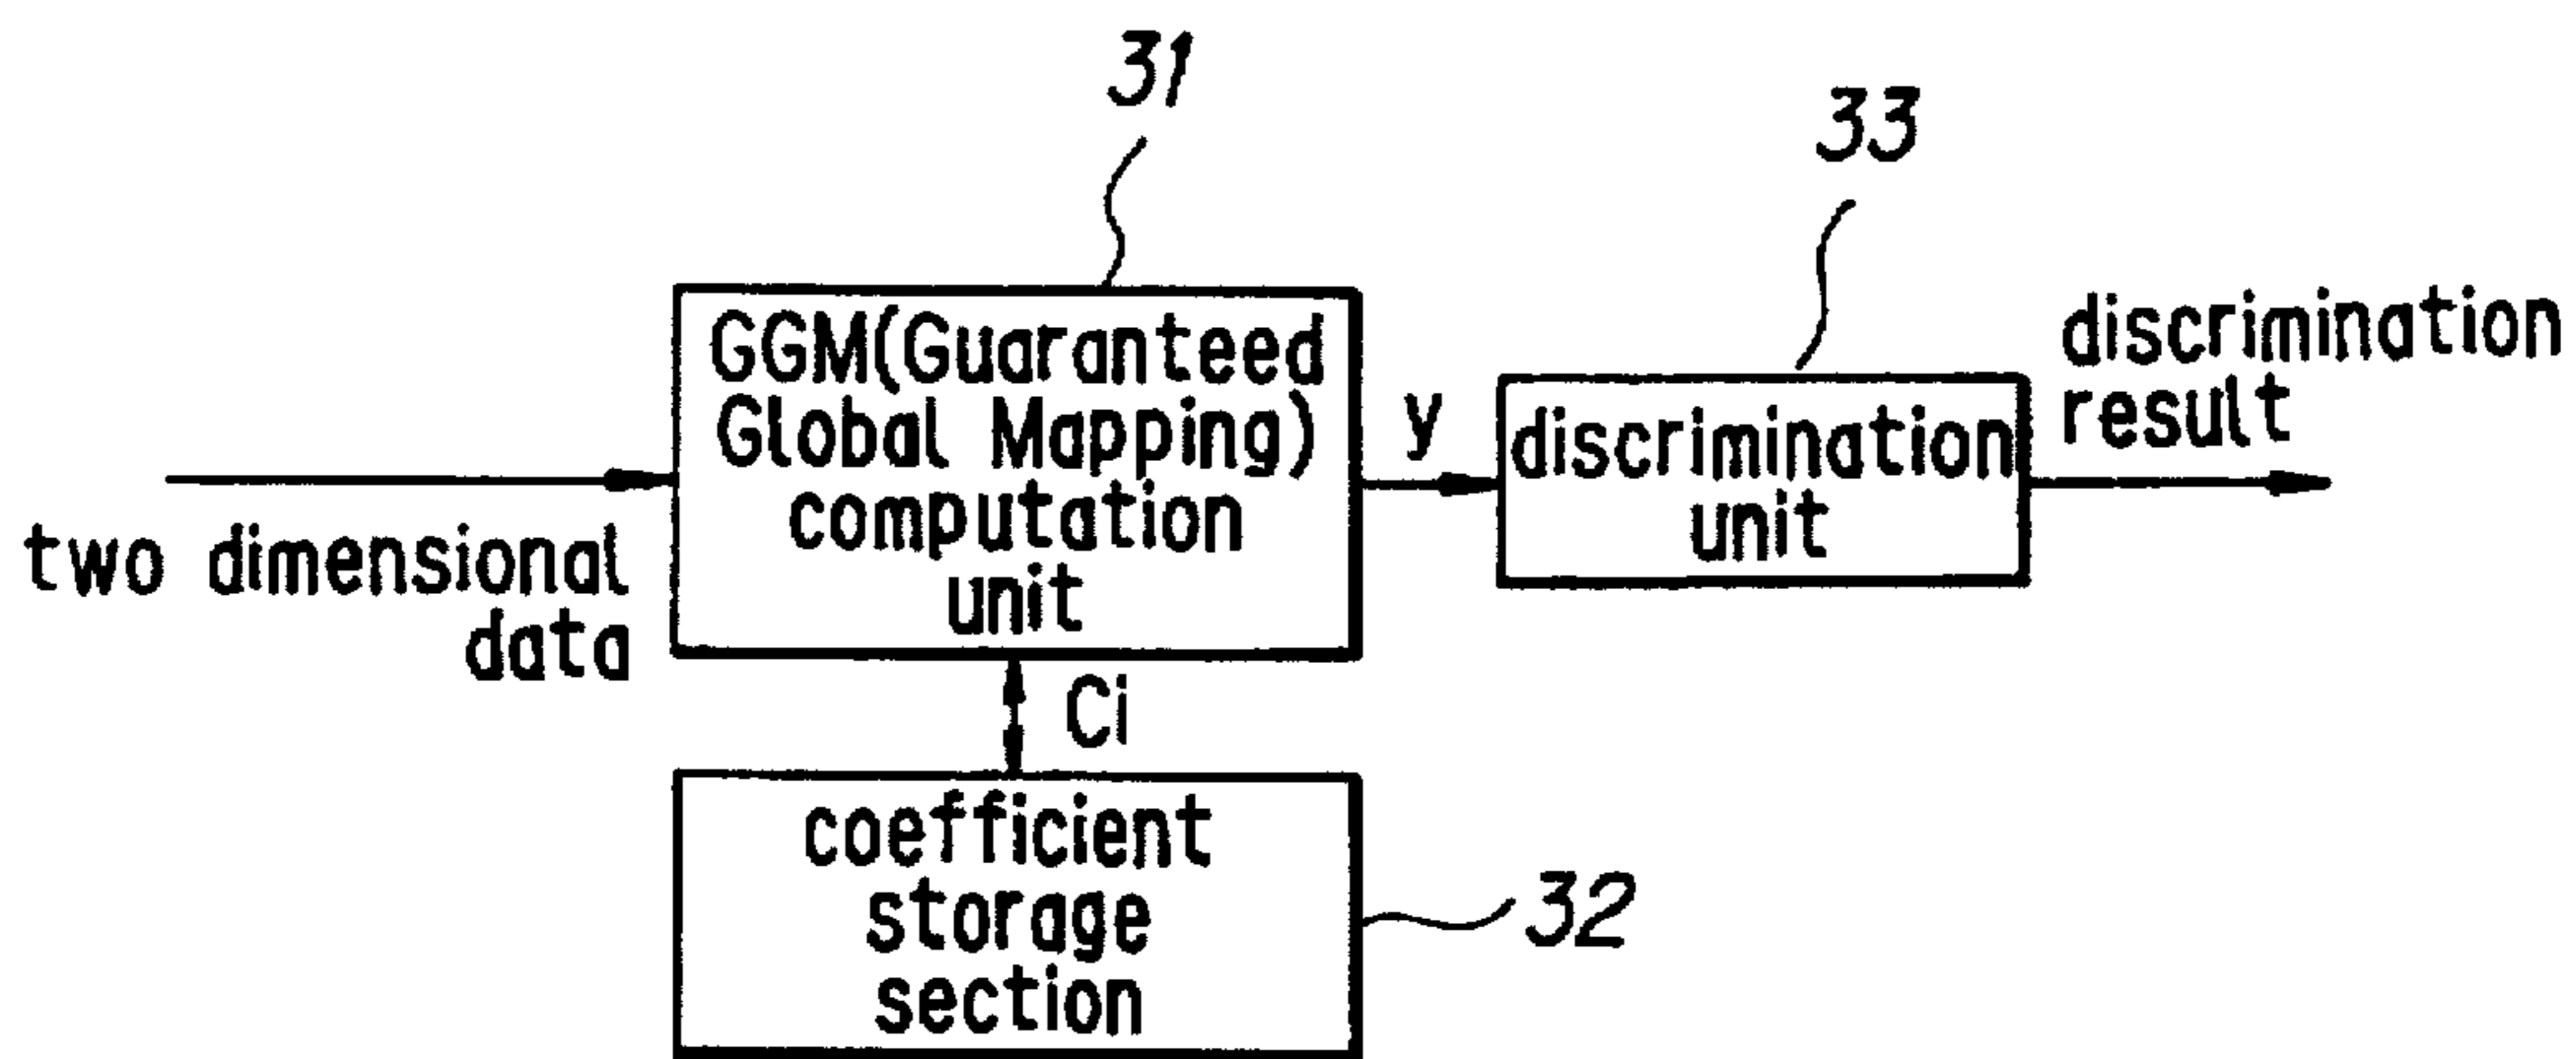 31
33
GGM(Guaranteed
Global Mapping)
computation
unit
two dimensional
data
y
discrimination
unit
discrimination
result
Ci
coefficient
storage
section
32